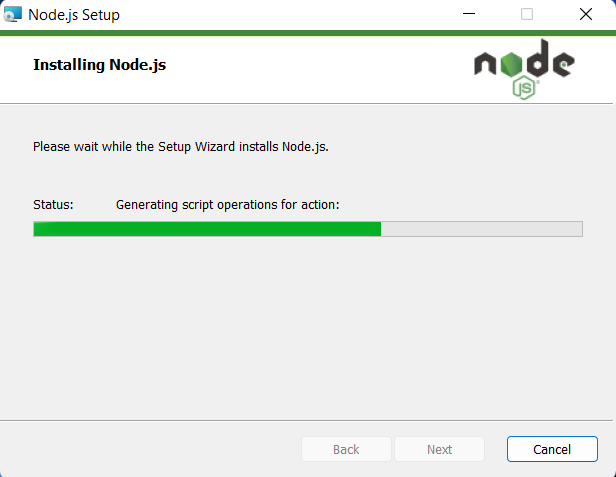 Node.js Setup
Installing Node.js
node
JS
Please wait while the Setup Wizard installs Node.js.
Status: Generating script operations for action:
Back Next Cancel